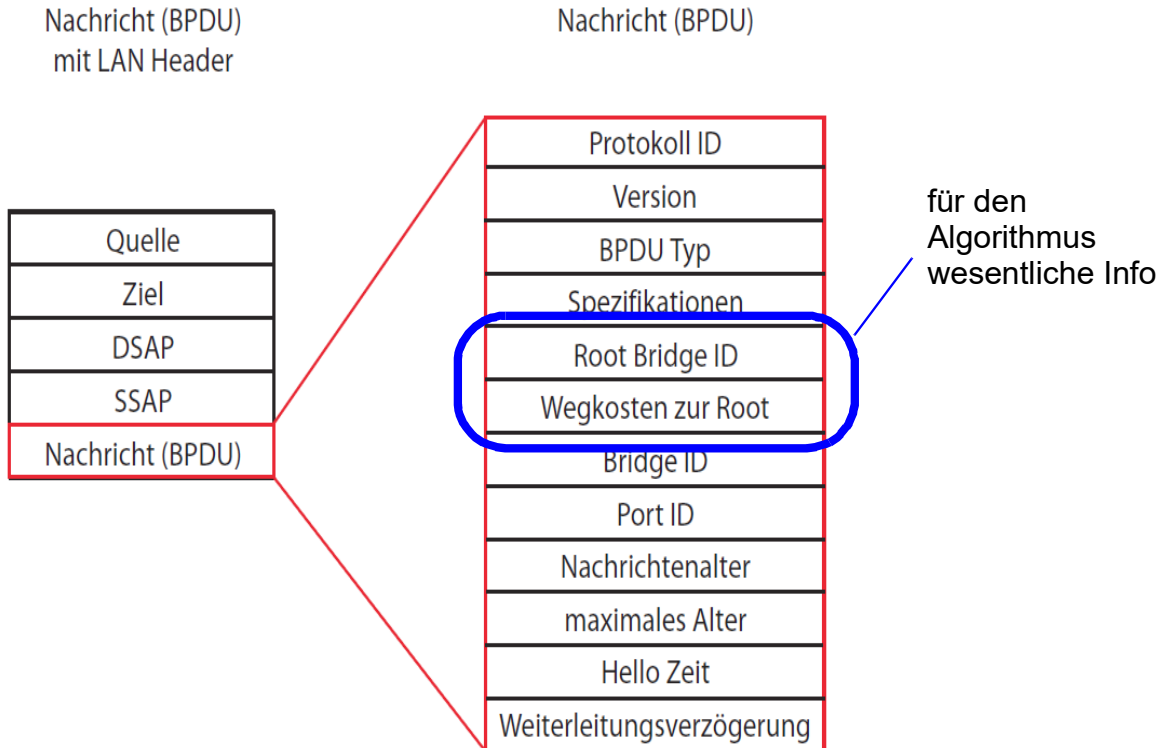 Nachricht (BPDU)
mit LAN Header
Nachricht (BPDU)
Quelle
Ziel
DSAP
SSAP
Nachricht (BPDU)
Protokoll ID
Version
BPDU Typ
Spezifikationen
Root Bridge ID
Wegkosten zur Root
Bridge ID
Port ID
Nachrichtenalter
maximales Alter
Hello Zeit
Weiterleitungsverzögerung
für den
Algorithmus
wesentliche Info